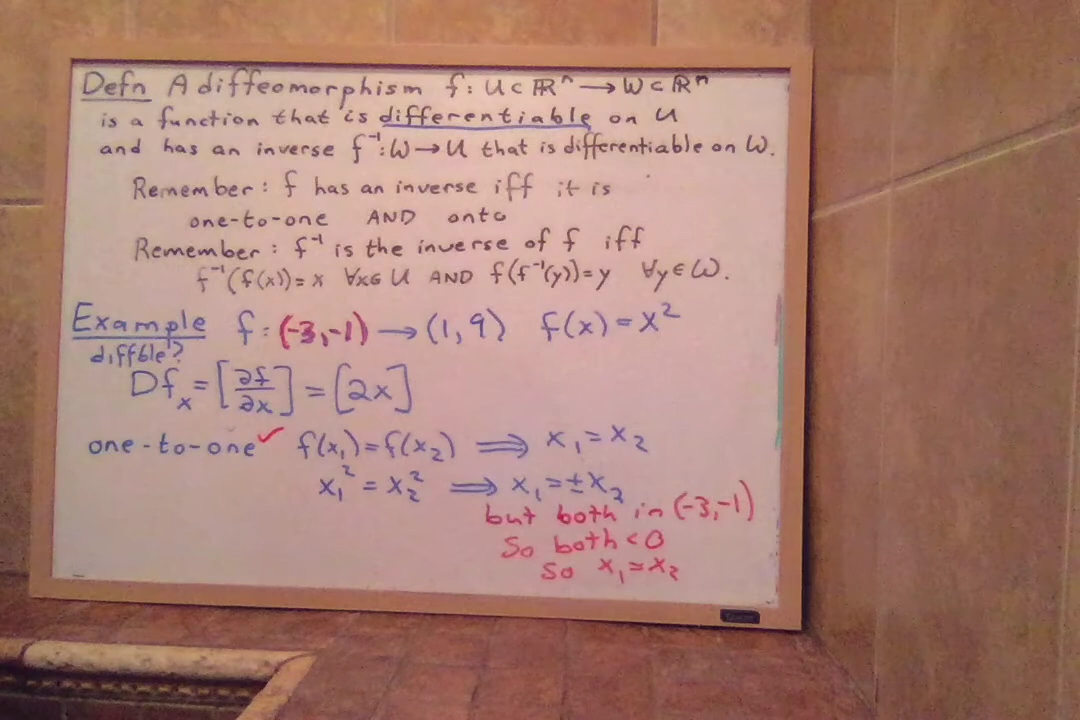 Defn A diffeomorphism f: U ⊂ ℝⁿ → W ⊂ ℝⁿ
is a function that is differentiable on U
and has an inverse f⁻¹: W → U that is differentiable on W.
Remember: f has an inverse iff it is
one-to-one AND onto
Remember: f⁻¹ is the inverse of f iff
f⁻¹(f(x)) = x ∀x∈U AND f(f⁻¹(y)) = y ∀y∈W.
Example f: (-3,-1) → (1,9) f(x) = x²
diffble?
Df_x = [∂f/∂x] = [2x]
one-to-one ✓ f(x₁) = f(x₂) ⟹ x₁ = x₂
x₁² = x₂² ⟹ x₁ = ±x₂
but both in (-3,-1)
So both < 0
So x₁ = x₂